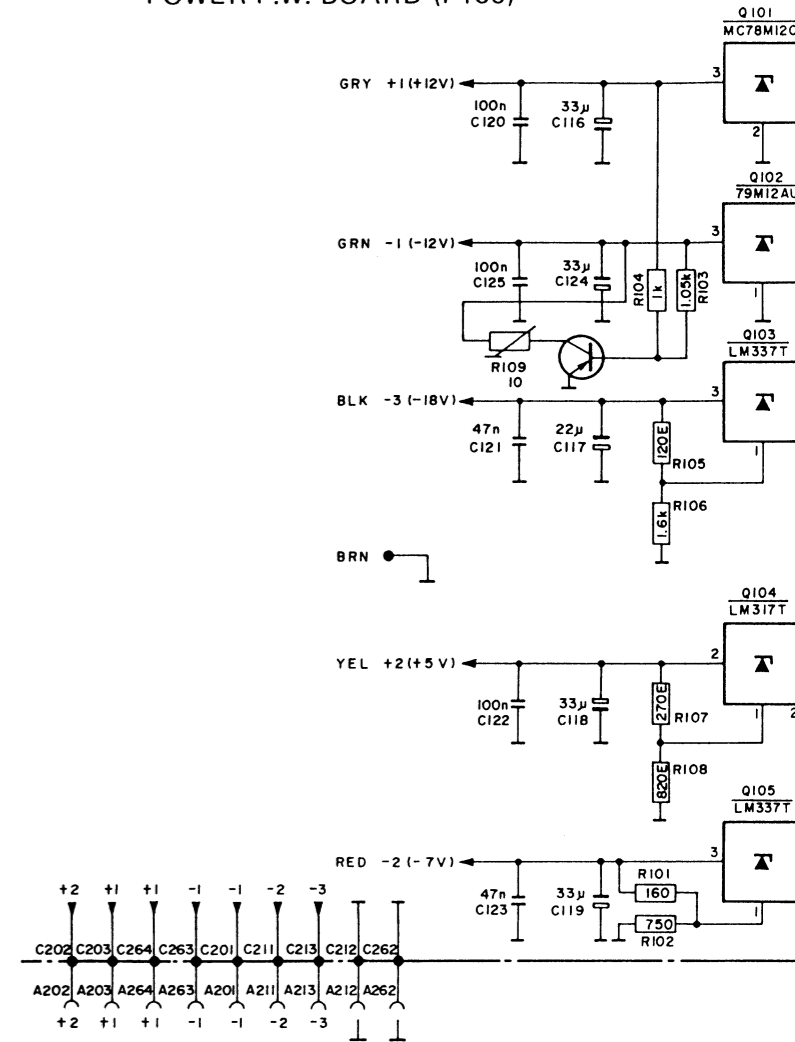 Q101
MC78M12C
3
GRY +1(+12V)
100n
C120
33µ
C116
2
Q102
79M12AU
3
GRN -1(-12V)
100n
C125
33µ
C124
R104
1k
1.05k
R103
1
Q103
LM337T
R109
10
3
BLK -3(-18V)
47n
C121
22µ
C117
120E
R105
1
1.6k
R106
BRN
Q104
LM317T
2
YEL +2(+5V)
100n
C122
33µ
C118
270E
R107
1
2
820E
R108
Q105
LM337T
3
RED -2(-7V)
47n
C123
33µ
C119
R101
160
750
R102
1
+2 +1 +1 -1 -1 -2 -3
C202 C203 C264 C263 C201 C211 C213 C212 C262
A202 A203 A264 A263 A201 A211 A213 A212 A262
+2 +1 +1 -1 -1 -2 -3